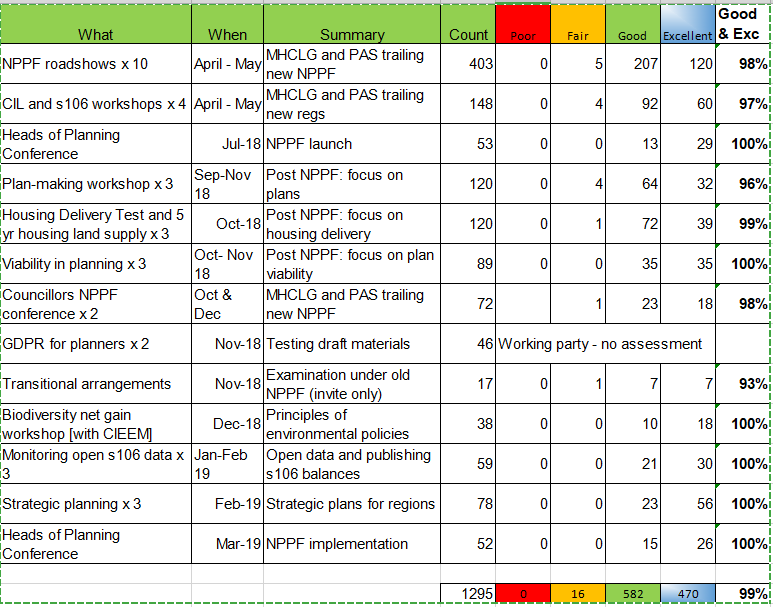 What When Summary Count Poor Fair Good Excellent Good & Exc
NPPF roadshows x 10 April - May MHCLG and PAS trailing new NPPF 403 0 5 207 120 98%
CIL and s106 workshops x 4 April - May MHCLG and PAS trailing new regs 148 0 4 92 60 97%
Heads of Planning Conference Jul-18 NPPF launch 53 0 0 13 29 100%
Plan-making workshop x 3 Sep-Nov 18 Post NPPF: focus on plans 120 0 4 64 32 96%
Housing Delivery Test and 5 yr housing land supply x 3 Oct-18 Post NPPF: focus on housing delivery 120 0 1 72 39 99%
Viability in planning x 3 Oct- Nov 18 Post NPPF: focus on plan viability 89 0 0 35 35 100%
Councillors NPPF conference x 2 Oct & Dec MHCLG and PAS trailing new NPPF 72 1 23 18 98%
GDPR for planners x 2 Nov-18 Testing draft materials 46 Working party - no assessment
Transitional arrangements Nov-18 Examination under old NPPF (invite only) 17 0 1 7 7 93%
Biodiversity net gain workshop [with CIEEM] Dec-18 Principles of environmental policies 38 0 0 10 18 100%
Monitoring open s106 data x 3 Jan-Feb 19 Open data and publishing s106 balances 59 0 0 21 30 100%
Strategic planning x 3 Feb-19 Strategic plans for regions 78 0 0 23 56 100%
Heads of Planning Conference Mar-19 NPPF implementation 52 0 0 15 26 100%
1295 0 16 582 470 99%